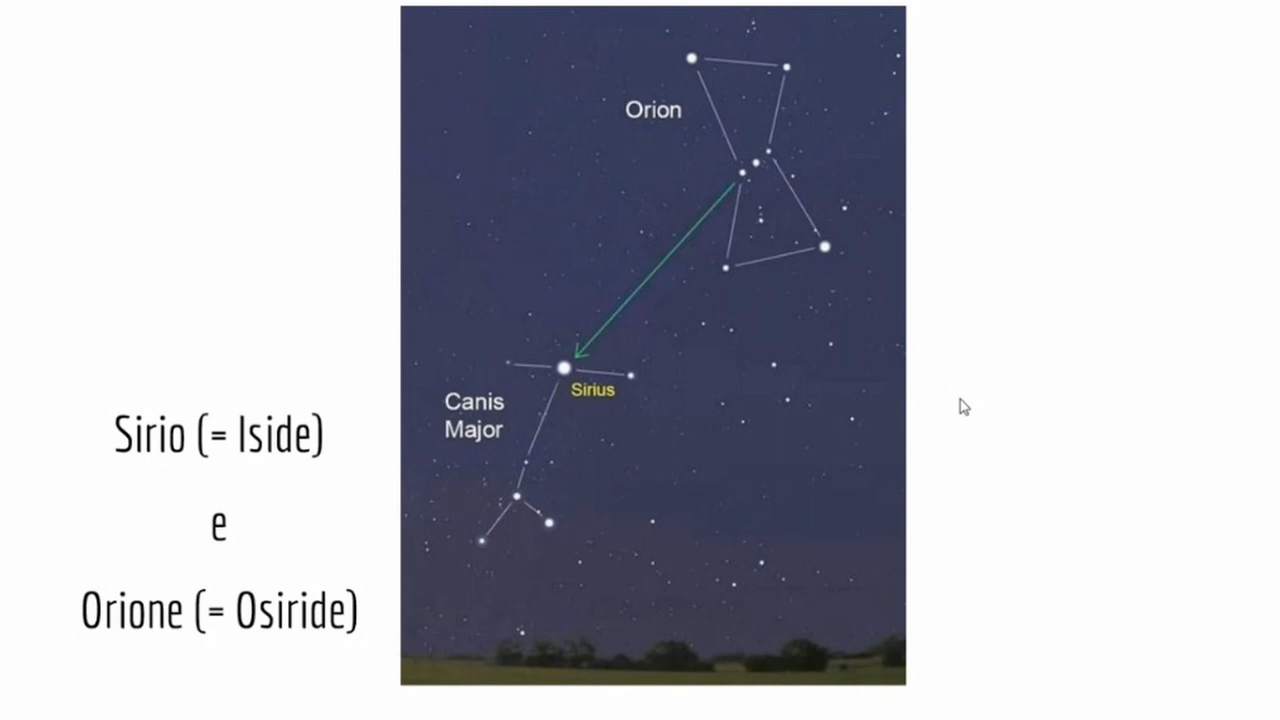 Orion
Sirius
Canis
Major
Sirio (= Iside)
e
Orione (= Osiride)